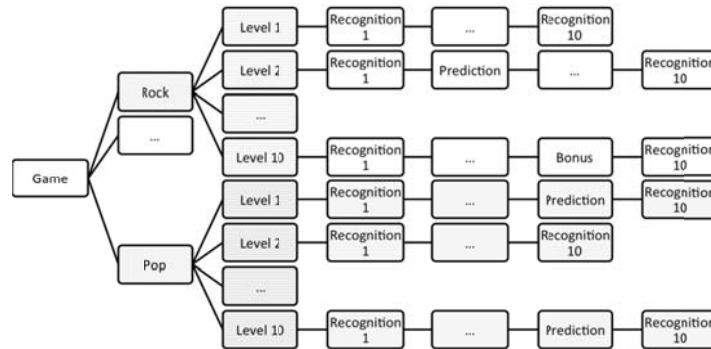 Level 1 Recognition 1 ... Recognition 10
Level 2 Recognition 1 Prediction ... Recognition 10
Rock
...
...
Level 10 Recognition 1 ... Bonus Recognition 10
Game
Level 1 Recognition 1 ... Prediction Recognition 10
Level 2 Recognition 1 ... Recognition 10
Pop
...
Level 10 Recognition 1 ... Prediction Recognition 10